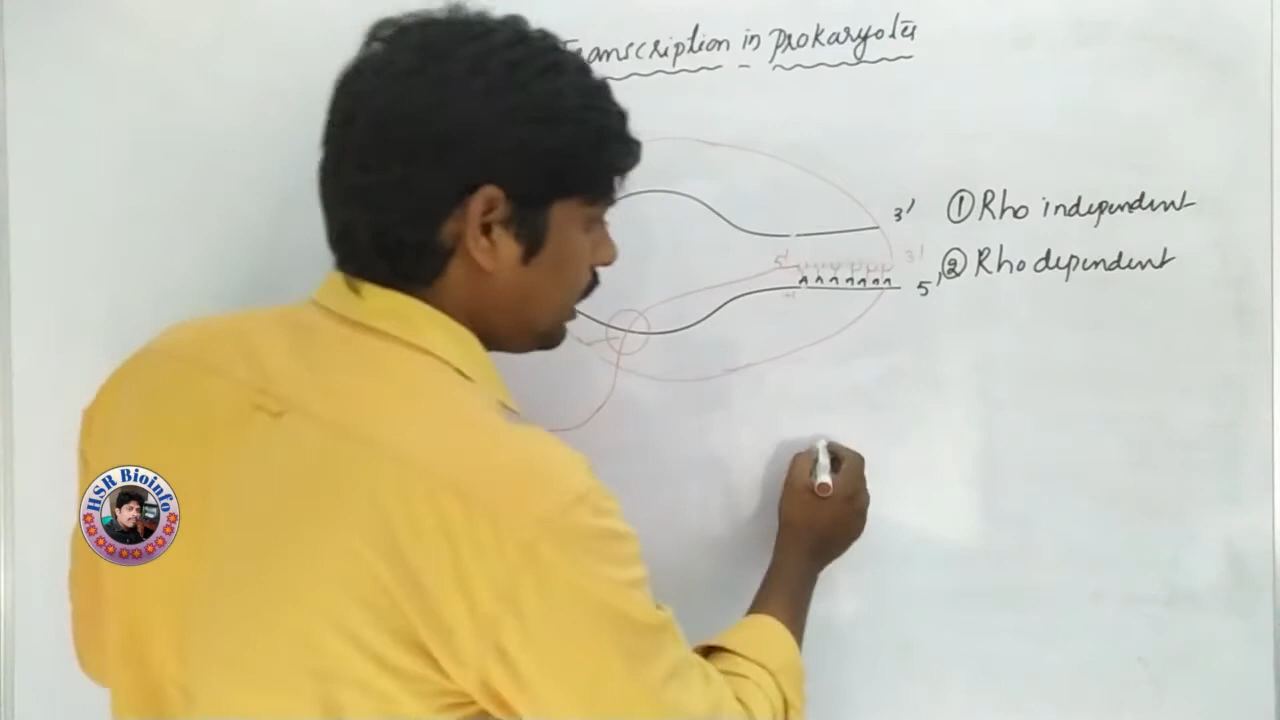 Transcription in prokaryotes
3' ① Rho independent
5' 3'
② Rho dependent
A A A A A A A
5'
HSR Bioinfo